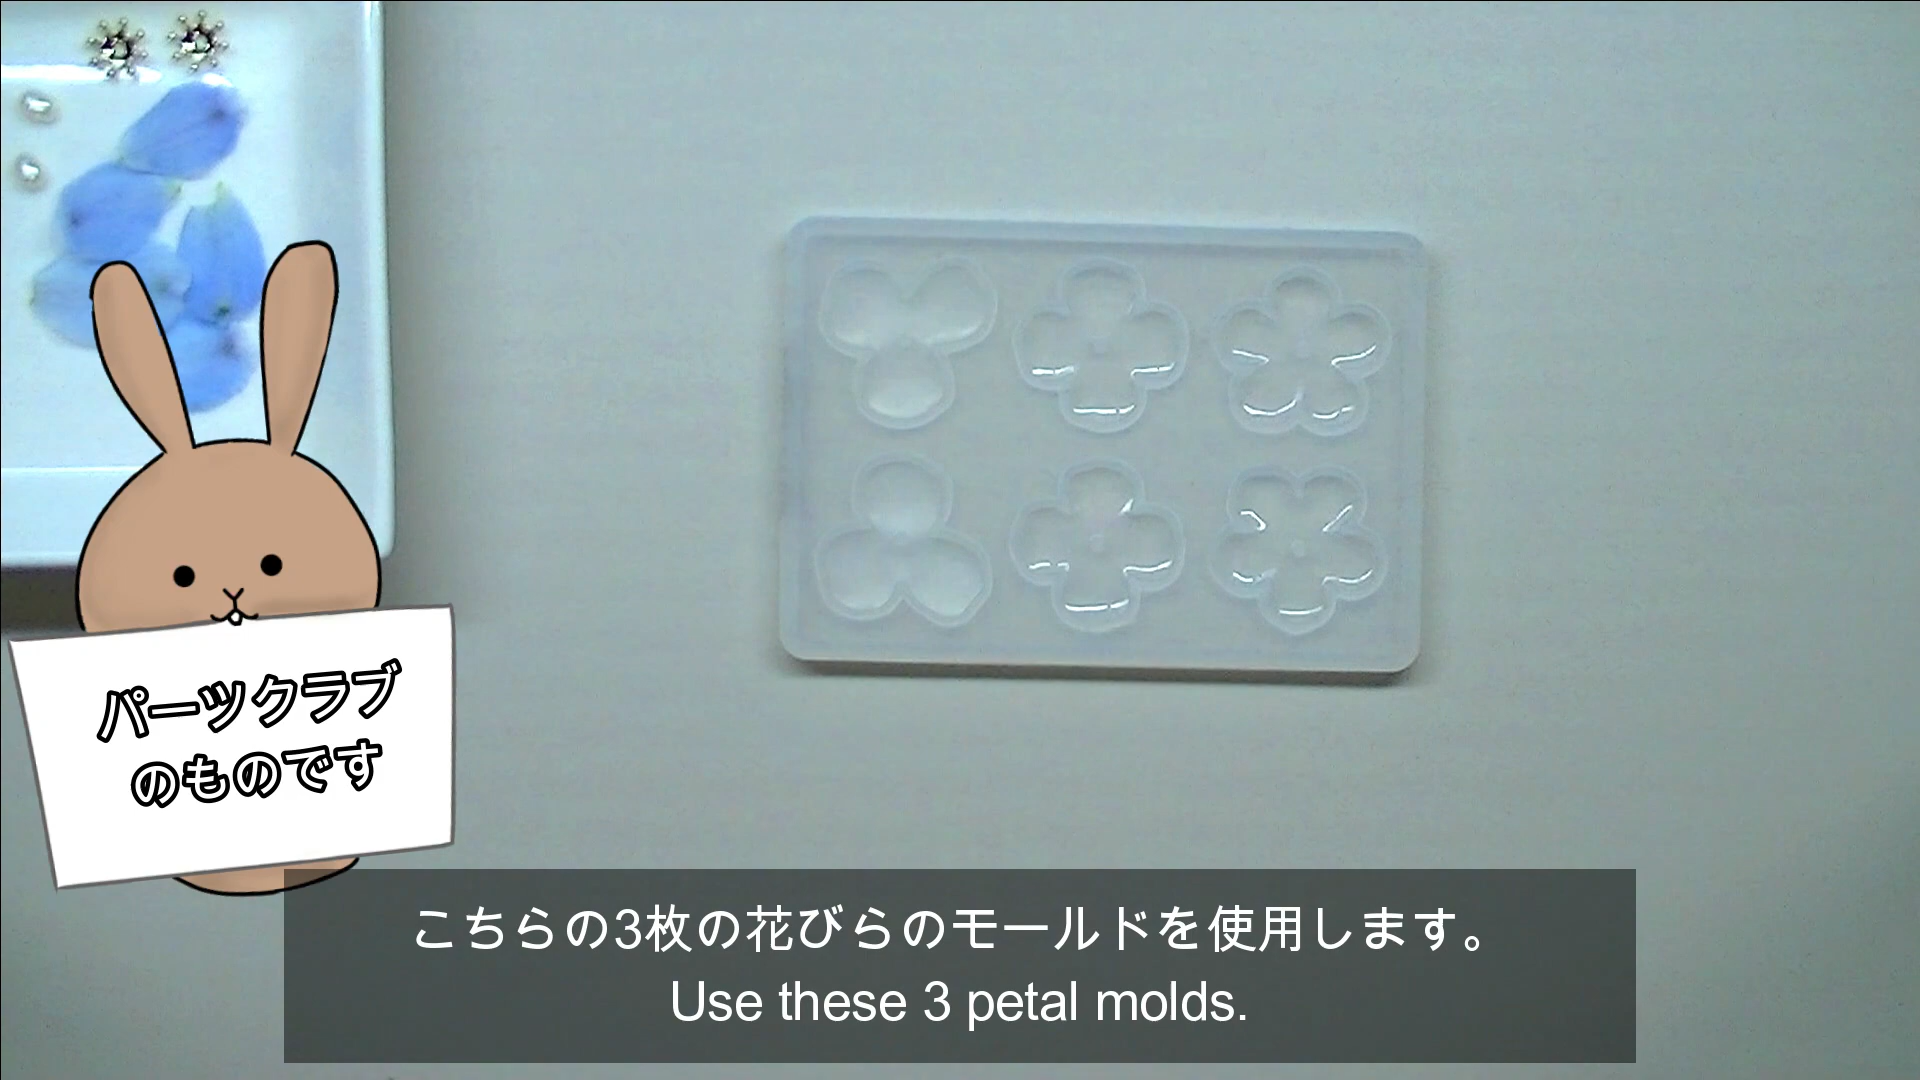 パーツクラブ
のものです
こちらの3枚の花びらのモールドを使用します。
Use these 3 petal molds.